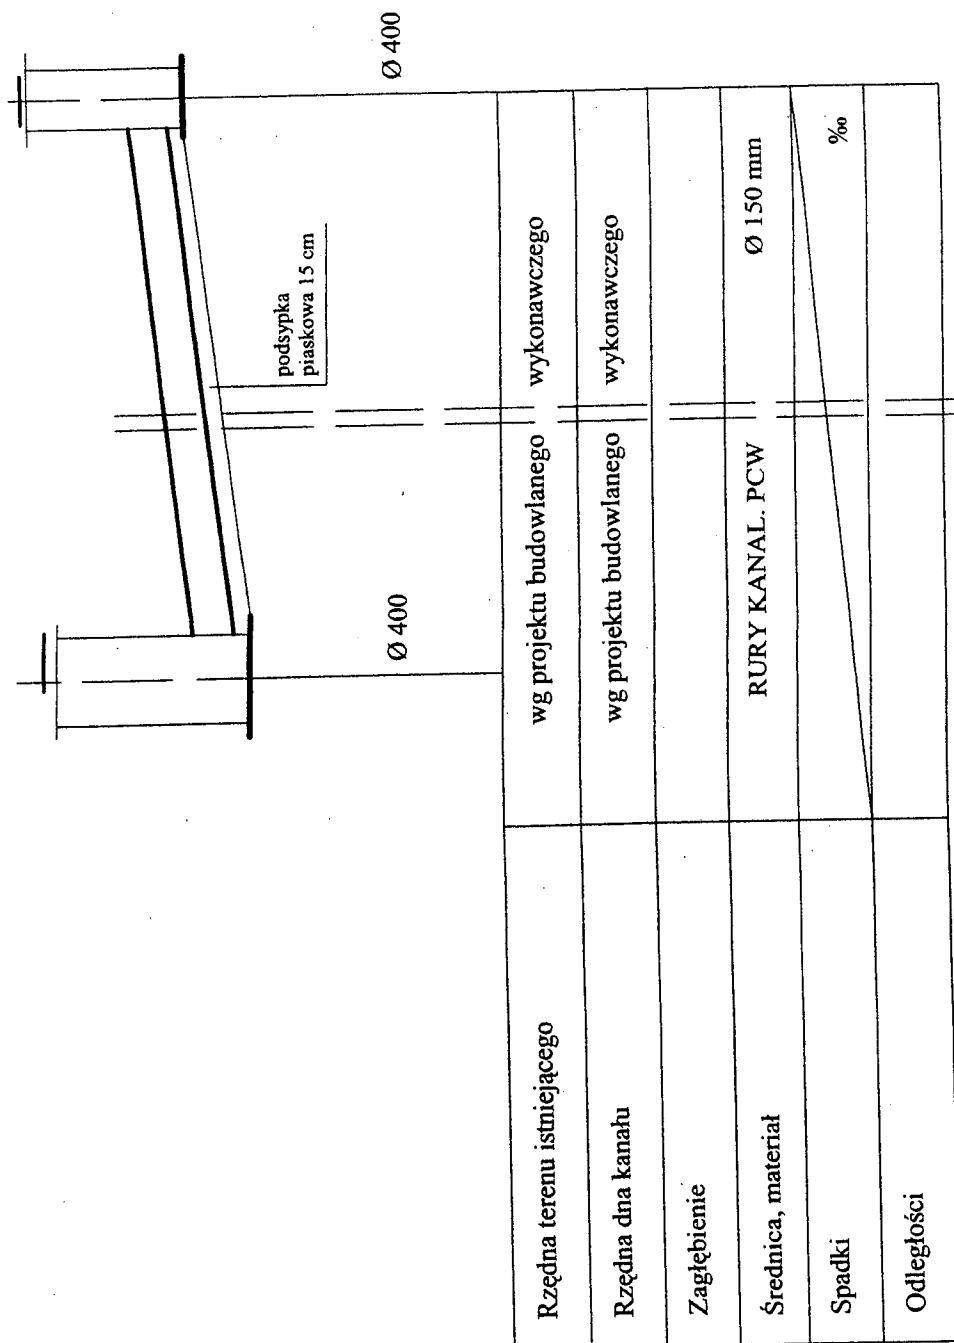 Ø 400
Ø 400
podsypka
piaskowa 15 cm
Rzędna terenu istniejącego
wg projektu budowlanego wykonawczego
Rzędna dna kanału
wg projektu budowlanego wykonawczego
Zagłębienie
Średnica, materiał
RURY KANAL. PCW Ø 150 mm
Spadki
‰
Odległości